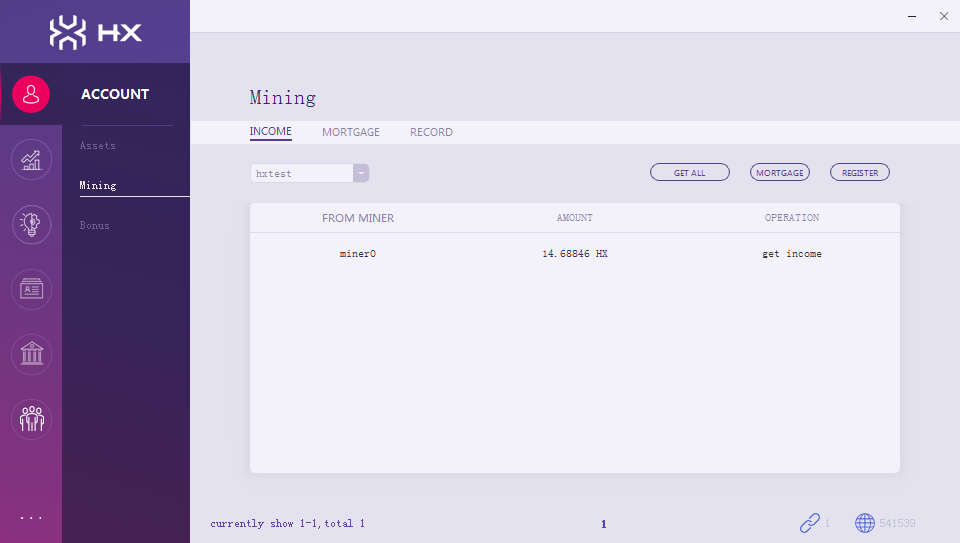 HX
ACCOUNT
Assets
Mining
Bonus
...
Mining
INCOME MORTGAGE RECORD
hxtest GET ALL MORTGAGE REGISTER
FROM MINER AMOUNT OPERATION
miner0 14.68846 HX get income
currently show 1-1,total 1 1 1 541539